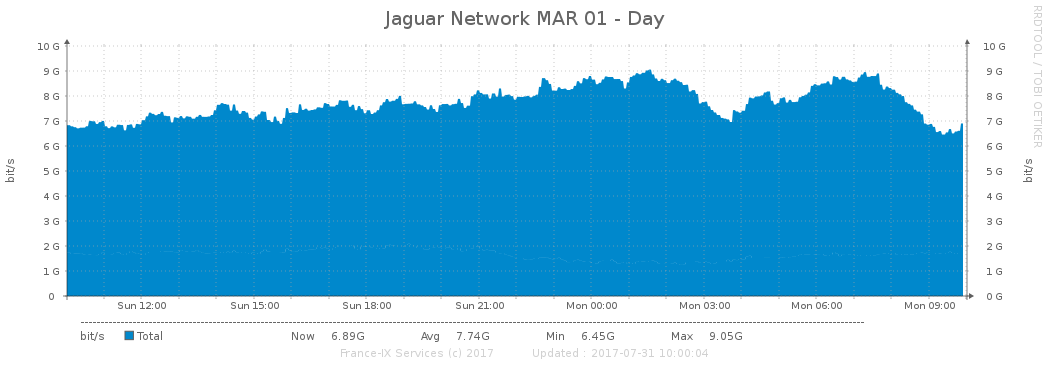 Jaguar Network MAR 01 - Day
RRDTOOL / TOBI OETIKER
10 G 10 G
9 G 9 G
8 G 8 G
7 G 7 G
6 G 6 G
5 G 5 G
4 G 4 G
3 G 3 G
2 G 2 G
1 G 1 G
0 0 G
bit/s
bit/s
Sun 12:00 Sun 15:00 Sun 18:00 Sun 21:00 Mon 00:00 Mon 03:00 Mon 06:00 Mon 09:00
bit/s Total Now 6.89G Avg 7.74G Min 6.45G Max 9.05G
France-IX Services (c) 2017 Updated : 2017-07-31 10:00:04